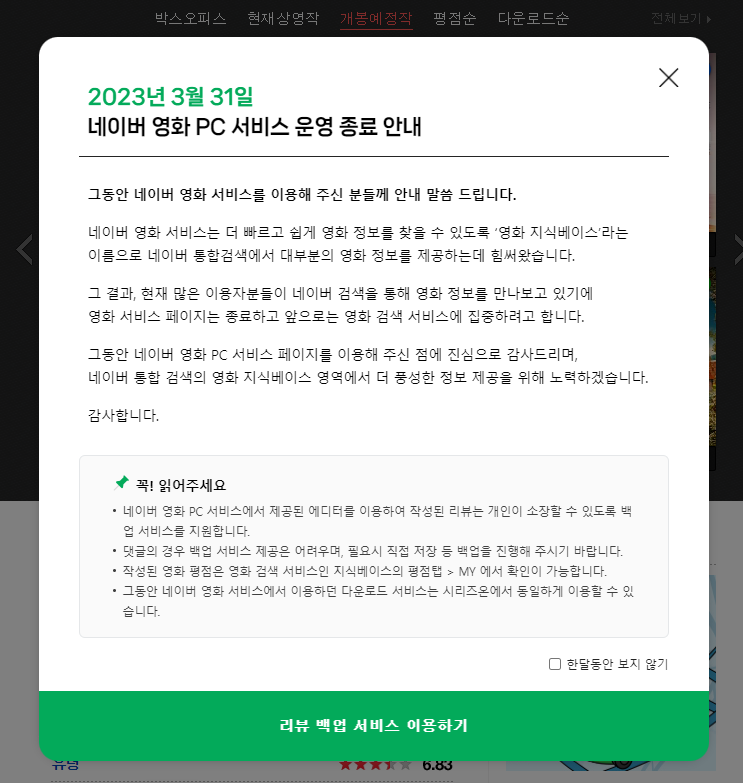 박스오피스 현재상영작 개봉예정작 평점순 다운로드순 전체보기
2023년 3월 31일
네이버 영화 PC 서비스 운영 종료 안내
그동안 네이버 영화 서비스를 이용해 주신 분들께 안내 말씀 드립니다.
네이버 영화 서비스는 더 빠르고 쉽게 영화 정보를 찾을 수 있도록 ‘영화 지식베이스’라는
이름으로 네이버 통합검색에서 대부분의 영화 정보를 제공하는데 힘써왔습니다.
그 결과, 현재 많은 이용자분들이 네이버 검색을 통해 영화 정보를 만나보고 있기에
영화 서비스 페이지는 종료하고 앞으로는 영화 검색 서비스에 집중하려고 합니다.
그동안 네이버 영화 PC 서비스 페이지를 이용해 주신 점에 진심으로 감사드리며,
네이버 통합 검색의 영화 지식베이스 영역에서 더 풍성한 정보 제공을 위해 노력하겠습니다.
감사합니다.
꼭! 읽어주세요
• 네이버 영화 PC 서비스에서 제공된 에디터를 이용하여 작성된 리뷰는 개인이 소장할 수 있도록 백
업 서비스를 지원합니다.
• 댓글의 경우 백업 서비스 제공은 어려우며, 필요시 직접 저장 등 백업을 진행해 주시기 바랍니다.
• 작성된 영화 평점은 영화 검색 서비스인 지식베이스의 평점탭 > MY 에서 확인이 가능합니다.
• 그동안 네이버 영화 서비스에서 이용하던 다운로드 서비스는 시리즈온에서 동일하게 이용할 수 있
습니다.
한달동안 보지 않기
리뷰 백업 서비스 이용하기
6.83